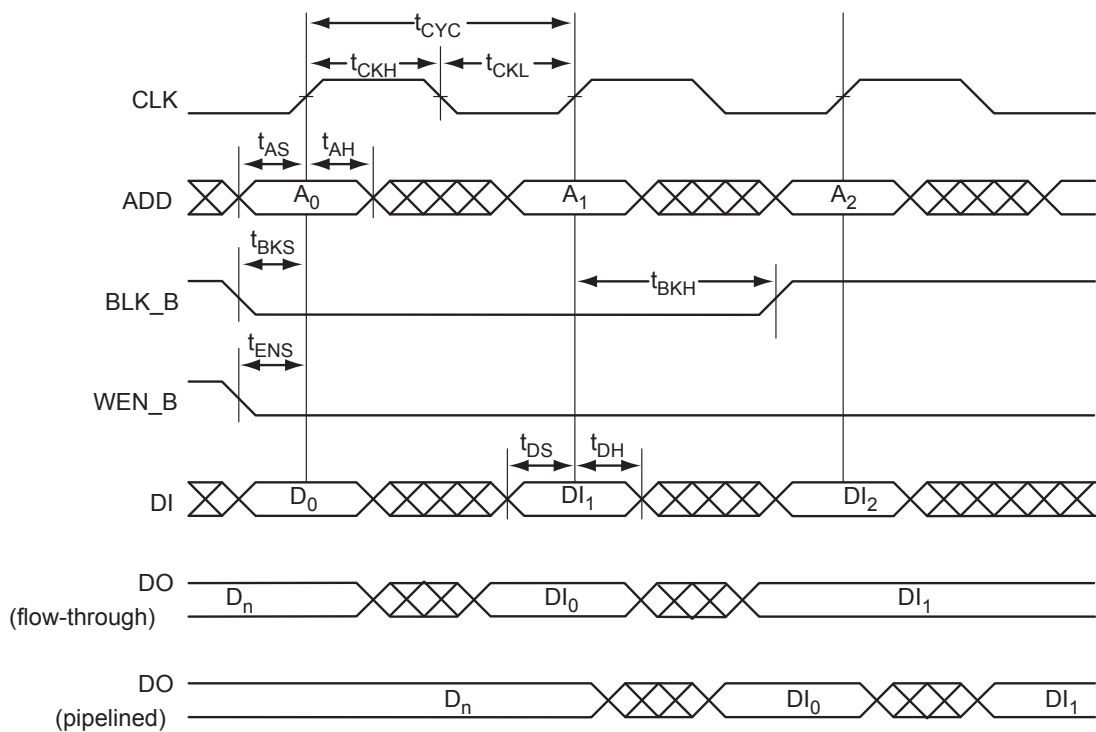 tCYC
tCKH tCKL
CLK
tAS tAH
ADD A0 A1 A2
tBKS
BLK_B tBKH
tENS
WEN_B
tDS tDH
DI D0 DI1 DI2
DO
(flow-through) Dn DI0 DI1
DO
(pipelined) Dn DI0 DI1